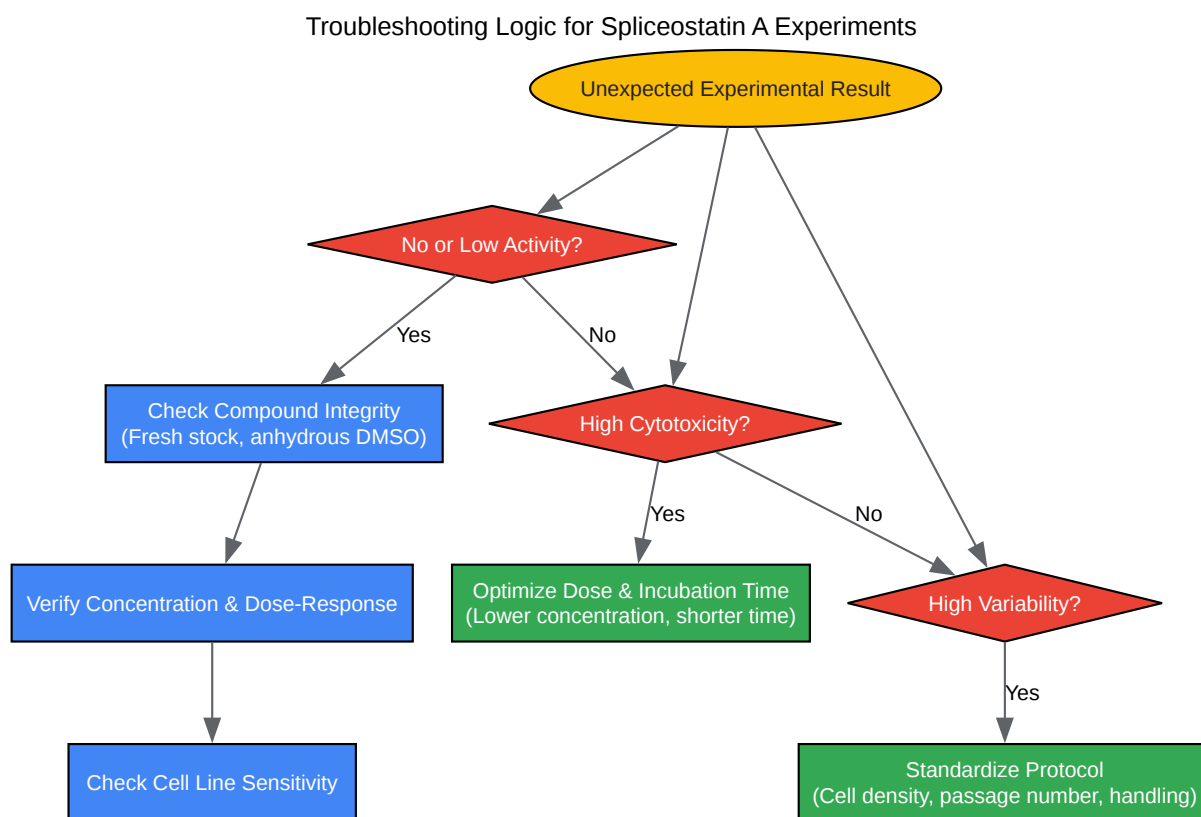 Troubleshooting Logic for Spliceostatin A Experiments
Unexpected Experimental Result
No or Low Activity?
Yes
No
Check Compound Integrity
(Fresh stock, anhydrous DMSO)
High Cytotoxicity?
Yes
No
Verify Concentration & Dose-Response
Optimize Dose & Incubation Time
(Lower concentration, shorter time)
High Variability?
Yes
Check Cell Line Sensitivity
Standardize Protocol
(Cell density, passage number, handling)